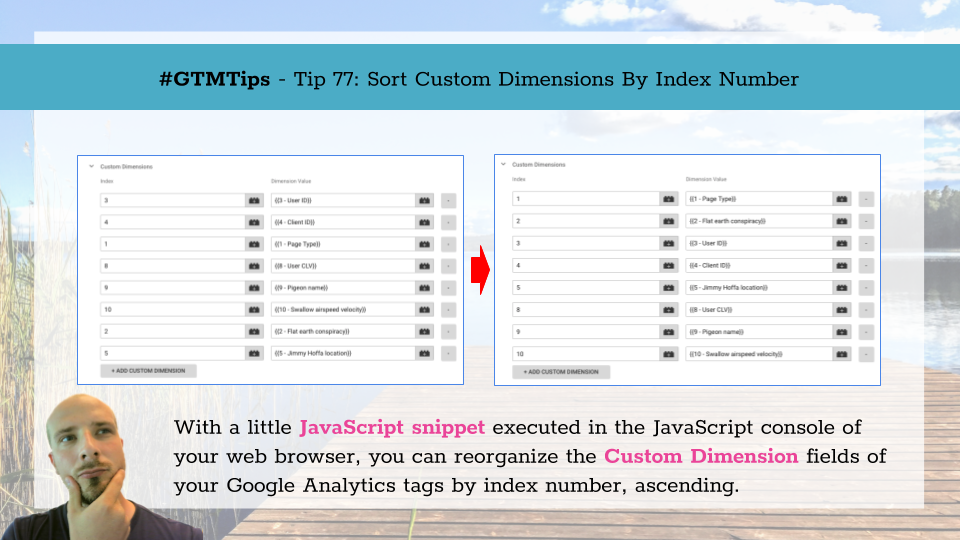 #GTMTips - Tip 77: Sort Custom Dimensions By Index Number
Custom Dimensions
Index Dimension Value
3 {{3 - User ID}} -
4 {{4 - Client ID}} -
1 {{1 - Page Type}} -
8 {{8 - User CLV}} -
9 {{9 - Pigeon name}} -
10 {{10 - Swallow airspeed velocity}} -
2 {{2 - Flat earth conspiracy}} -
5 {{5 - Jimmy Hoffa location}} -
+ ADD CUSTOM DIMENSION
Custom Dimensions
Index Dimension Value
1 {{1 - Page Type}} -
2 {{2 - Flat earth conspiracy}} -
3 {{3 - User ID}} -
4 {{4 - Client ID}} -
5 {{5 - Jimmy Hoffa location}} -
8 {{8 - User CLV}} -
9 {{9 - Pigeon name}} -
10 {{10 - Swallow airspeed velocity}} -
+ ADD CUSTOM DIMENSION
With a little JavaScript snippet executed in the JavaScript console of
your web browser, you can reorganize the Custom Dimension fields of
your Google Analytics tags by index number, ascending.